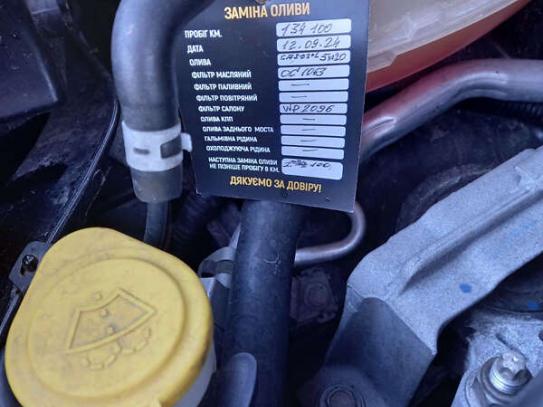 ЗАМІНА ОЛИВИ
ПРОБІГ КМ. 134 100
ДАТА 12.09.24
ОЛИВА 5W20
ФІЛЬТР МАСЛЯНИЙ OC 1063
ФІЛЬТР ПАЛИВНИЙ —
ФІЛЬТР ПОВІТРЯНИЙ —
ФІЛЬТР САЛОНУ WP2096
ОЛИВА КПП —
ОЛИВА ЗАДНЬОГО МОСТА —
ГАЛЬМІВНА РІДИНА —
ОХОЛОДЖУЮЧА РІДИНА —
НАСТУПНА ЗАМІНА ОЛИВИ
НЕ ПІЗНІШЕ ПРОБІГУ В КМ.
ДЯКУЄМО ЗА ДОВІРУ!